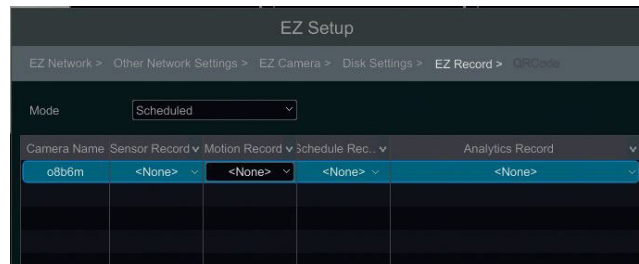 EZ Setup
EZ Network > Other Network Settings > EZ Camera > Disk Settings > EZ Record > QRCode
Mode Scheduled
Camera Name Sensor Record Motion Record Schedule Rec.. Analytics Record
o8b6m <None> <None> <None> <None>